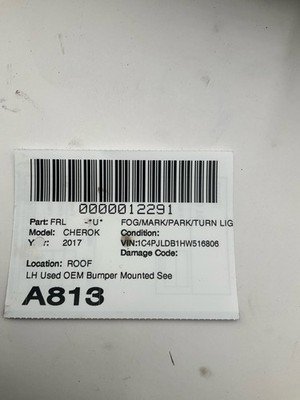 0000012291
Part: FRL -*U* FOG/MARK/PARK/TURN LIG
Model: CHEROK Condition:
Y r: 2017 VIN:1C4PJLDB1HW516806
Damage Code:
Location: ROOF
LH Used OEM Bumper Mounted See
A813